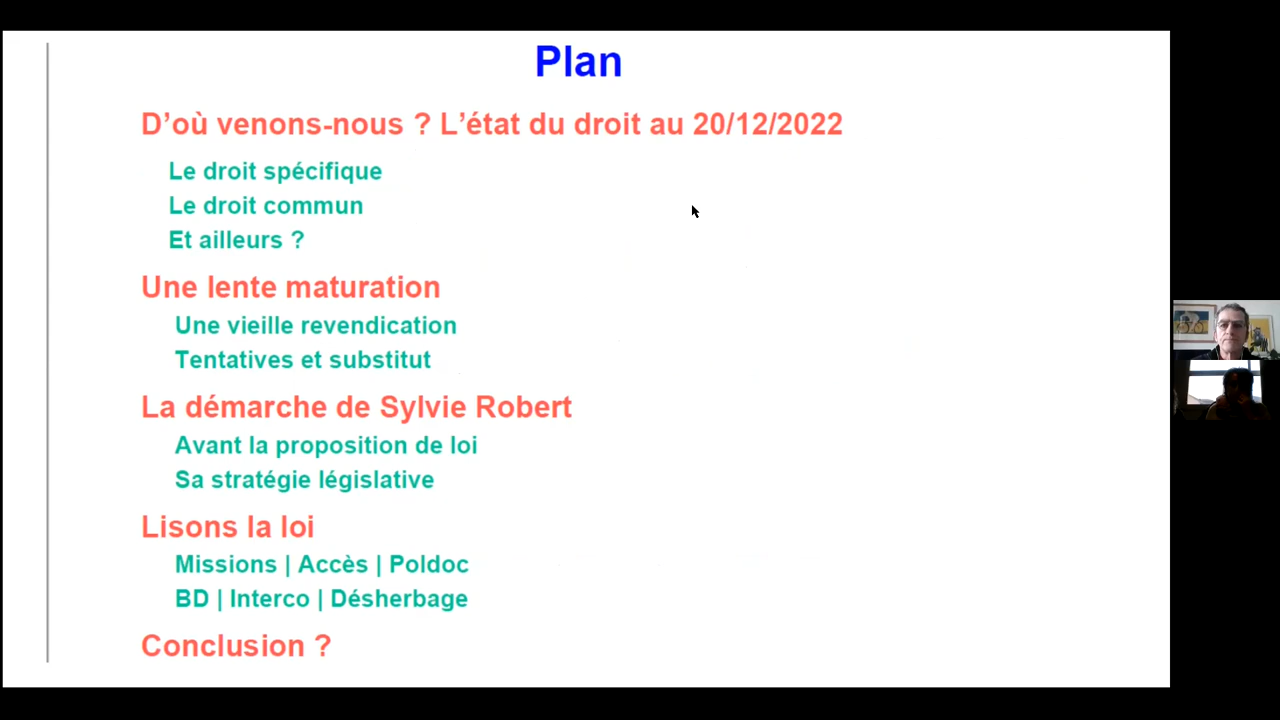 Plan
D’où venons-nous ? L’état du droit au 20/12/2022
Le droit spécifique
Le droit commun
Et ailleurs ?
Une lente maturation
Une vieille revendication
Tentatives et substitut
La démarche de Sylvie Robert
Avant la proposition de loi
Sa stratégie législative
Lisons la loi
Missions | Accès | Poldoc
BD | Interco | Désherbage
Conclusion ?